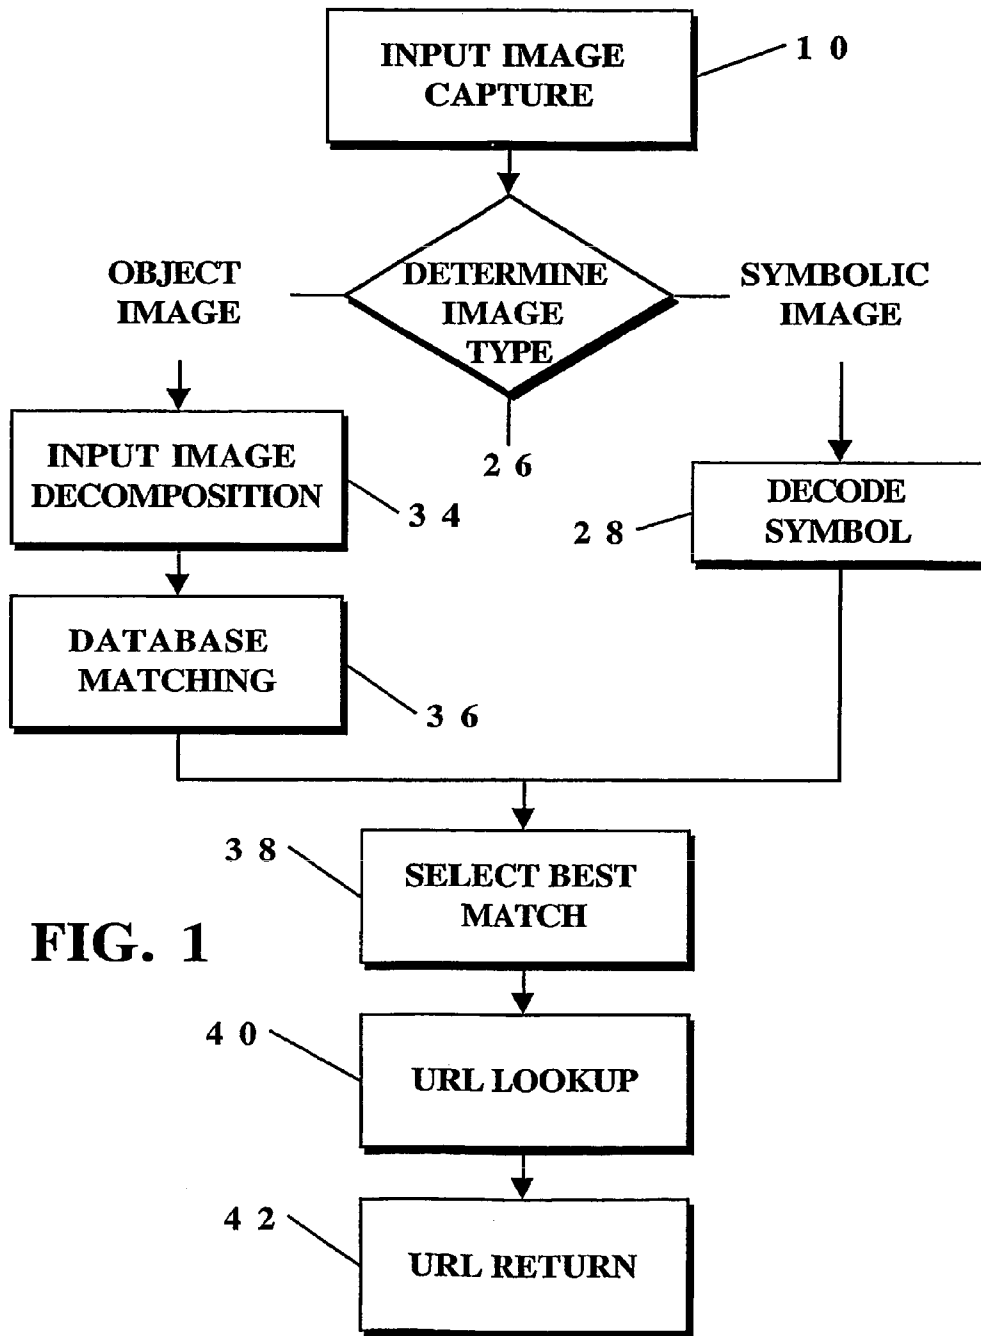 INPUT IMAGE
CAPTURE
10
OBJECT
IMAGE
DETERMINE
IMAGE
TYPE
26
SYMBOLIC
IMAGE
INPUT IMAGE
DECOMPOSITION
34
28
DECODE
SYMBOL
DATABASE
MATCHING
36
38
SELECT BEST
MATCH
FIG. 1
40
URL LOOKUP
42
URL RETURN